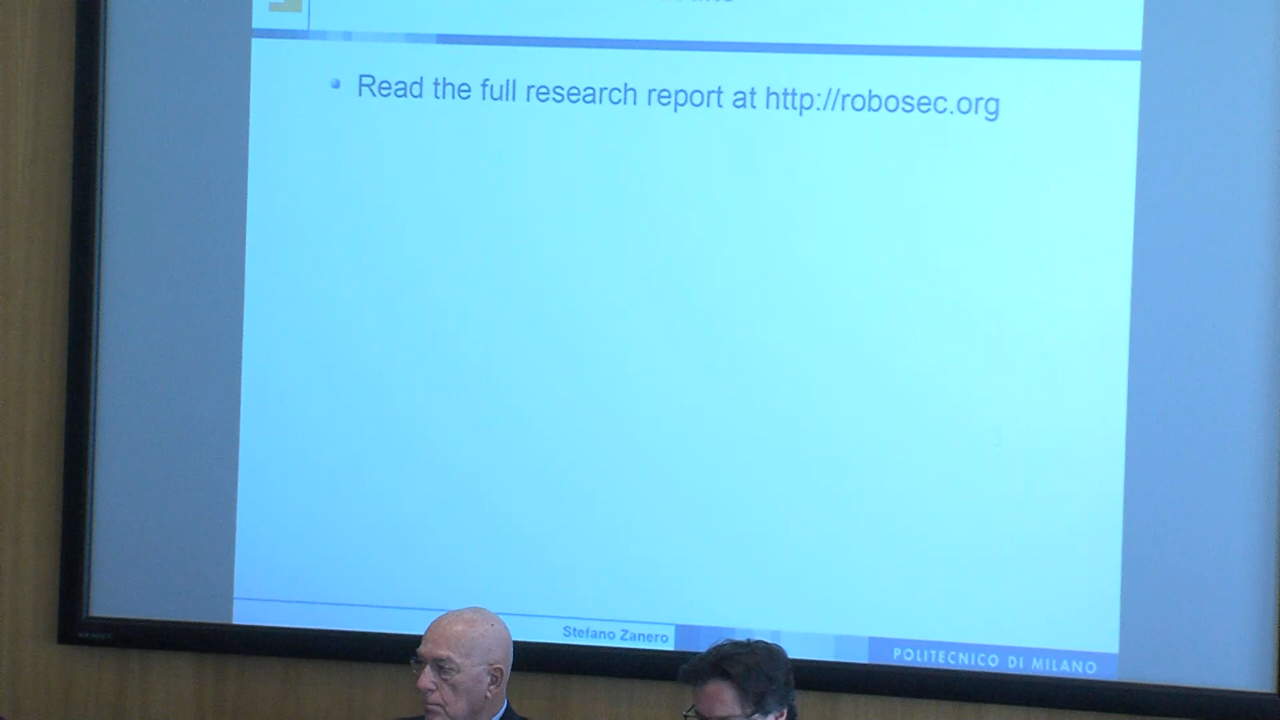 Read the full research report at http://robosec.org
Stefano Zanero
POLITECNICO DI MILANO